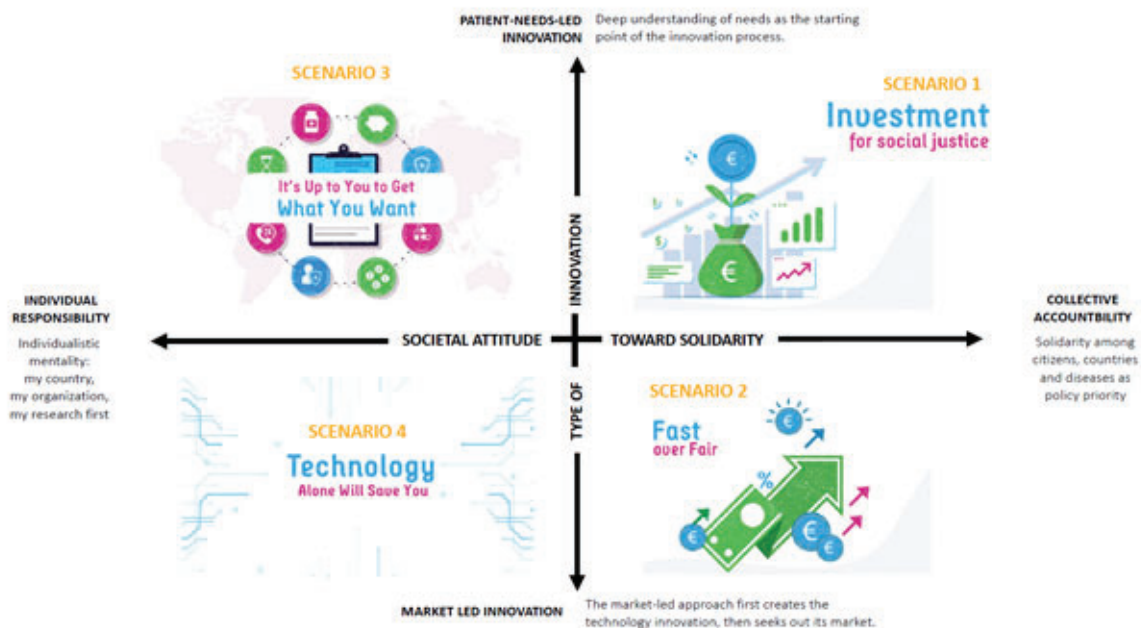 PATIENT-NEEDS-LED
INNOVATION
Deep understanding of needs as the starting
point of the innovation process.
SCENARIO 3
It's Up to You to Get
What You Want
SCENARIO 1
Investment
for social justice
INDIVIDUAL
RESPONSIBILITY
Individualistic
mentality:
my country,
my organization,
my research first
SOCIETAL ATTITUDE
TOWARD SOLIDARITY
TYPE OF
INNOVATION
COLLECTIVE
ACCOUNTBILITY
Solidarity among
citizens, countries
and diseases as
policy priority
SCENARIO 4
Technology
Alone Will Save You
SCENARIO 2
Fast
over Fair
%
€
€
€
€
€
€
MARKET LED INNOVATION
The market-led approach first creates the
technology innovation, then seeks out its market.